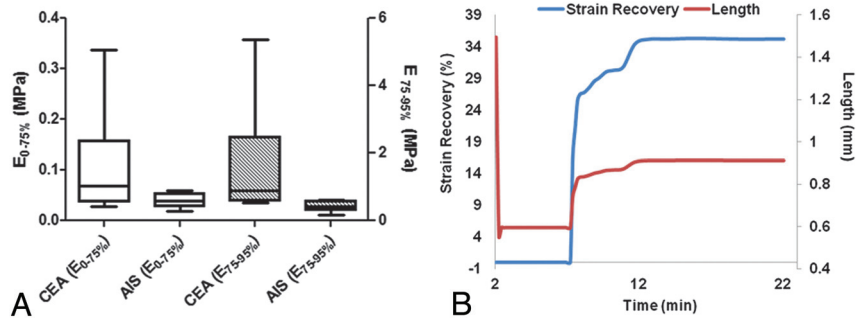 0.4
0.3
0.2
0.1
0.0
E0-75% (MPa)
6
4
2
0
E 75-95% (MPa)
CEA (E0-75%)
AIS (E0-75%)
CEA (E75-95%)
AIS (E75-95%)
A
Strain Recovery
Length
39
34
29
24
19
14
9
4
-1
Strain Recovery (%)
1.6
1.4
1.2
1
0.8
0.6
0.4
Length (mm)
2
12
22
Time (min)
B